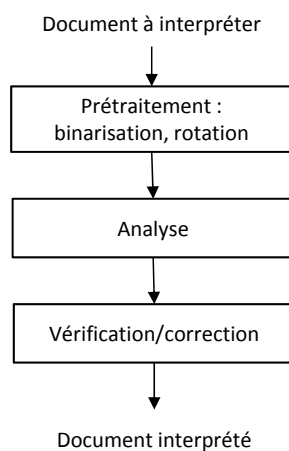 Document à interpréter
Prétraitement :
binarisation, rotation
Analyse
Vérification/correction
Document interprété